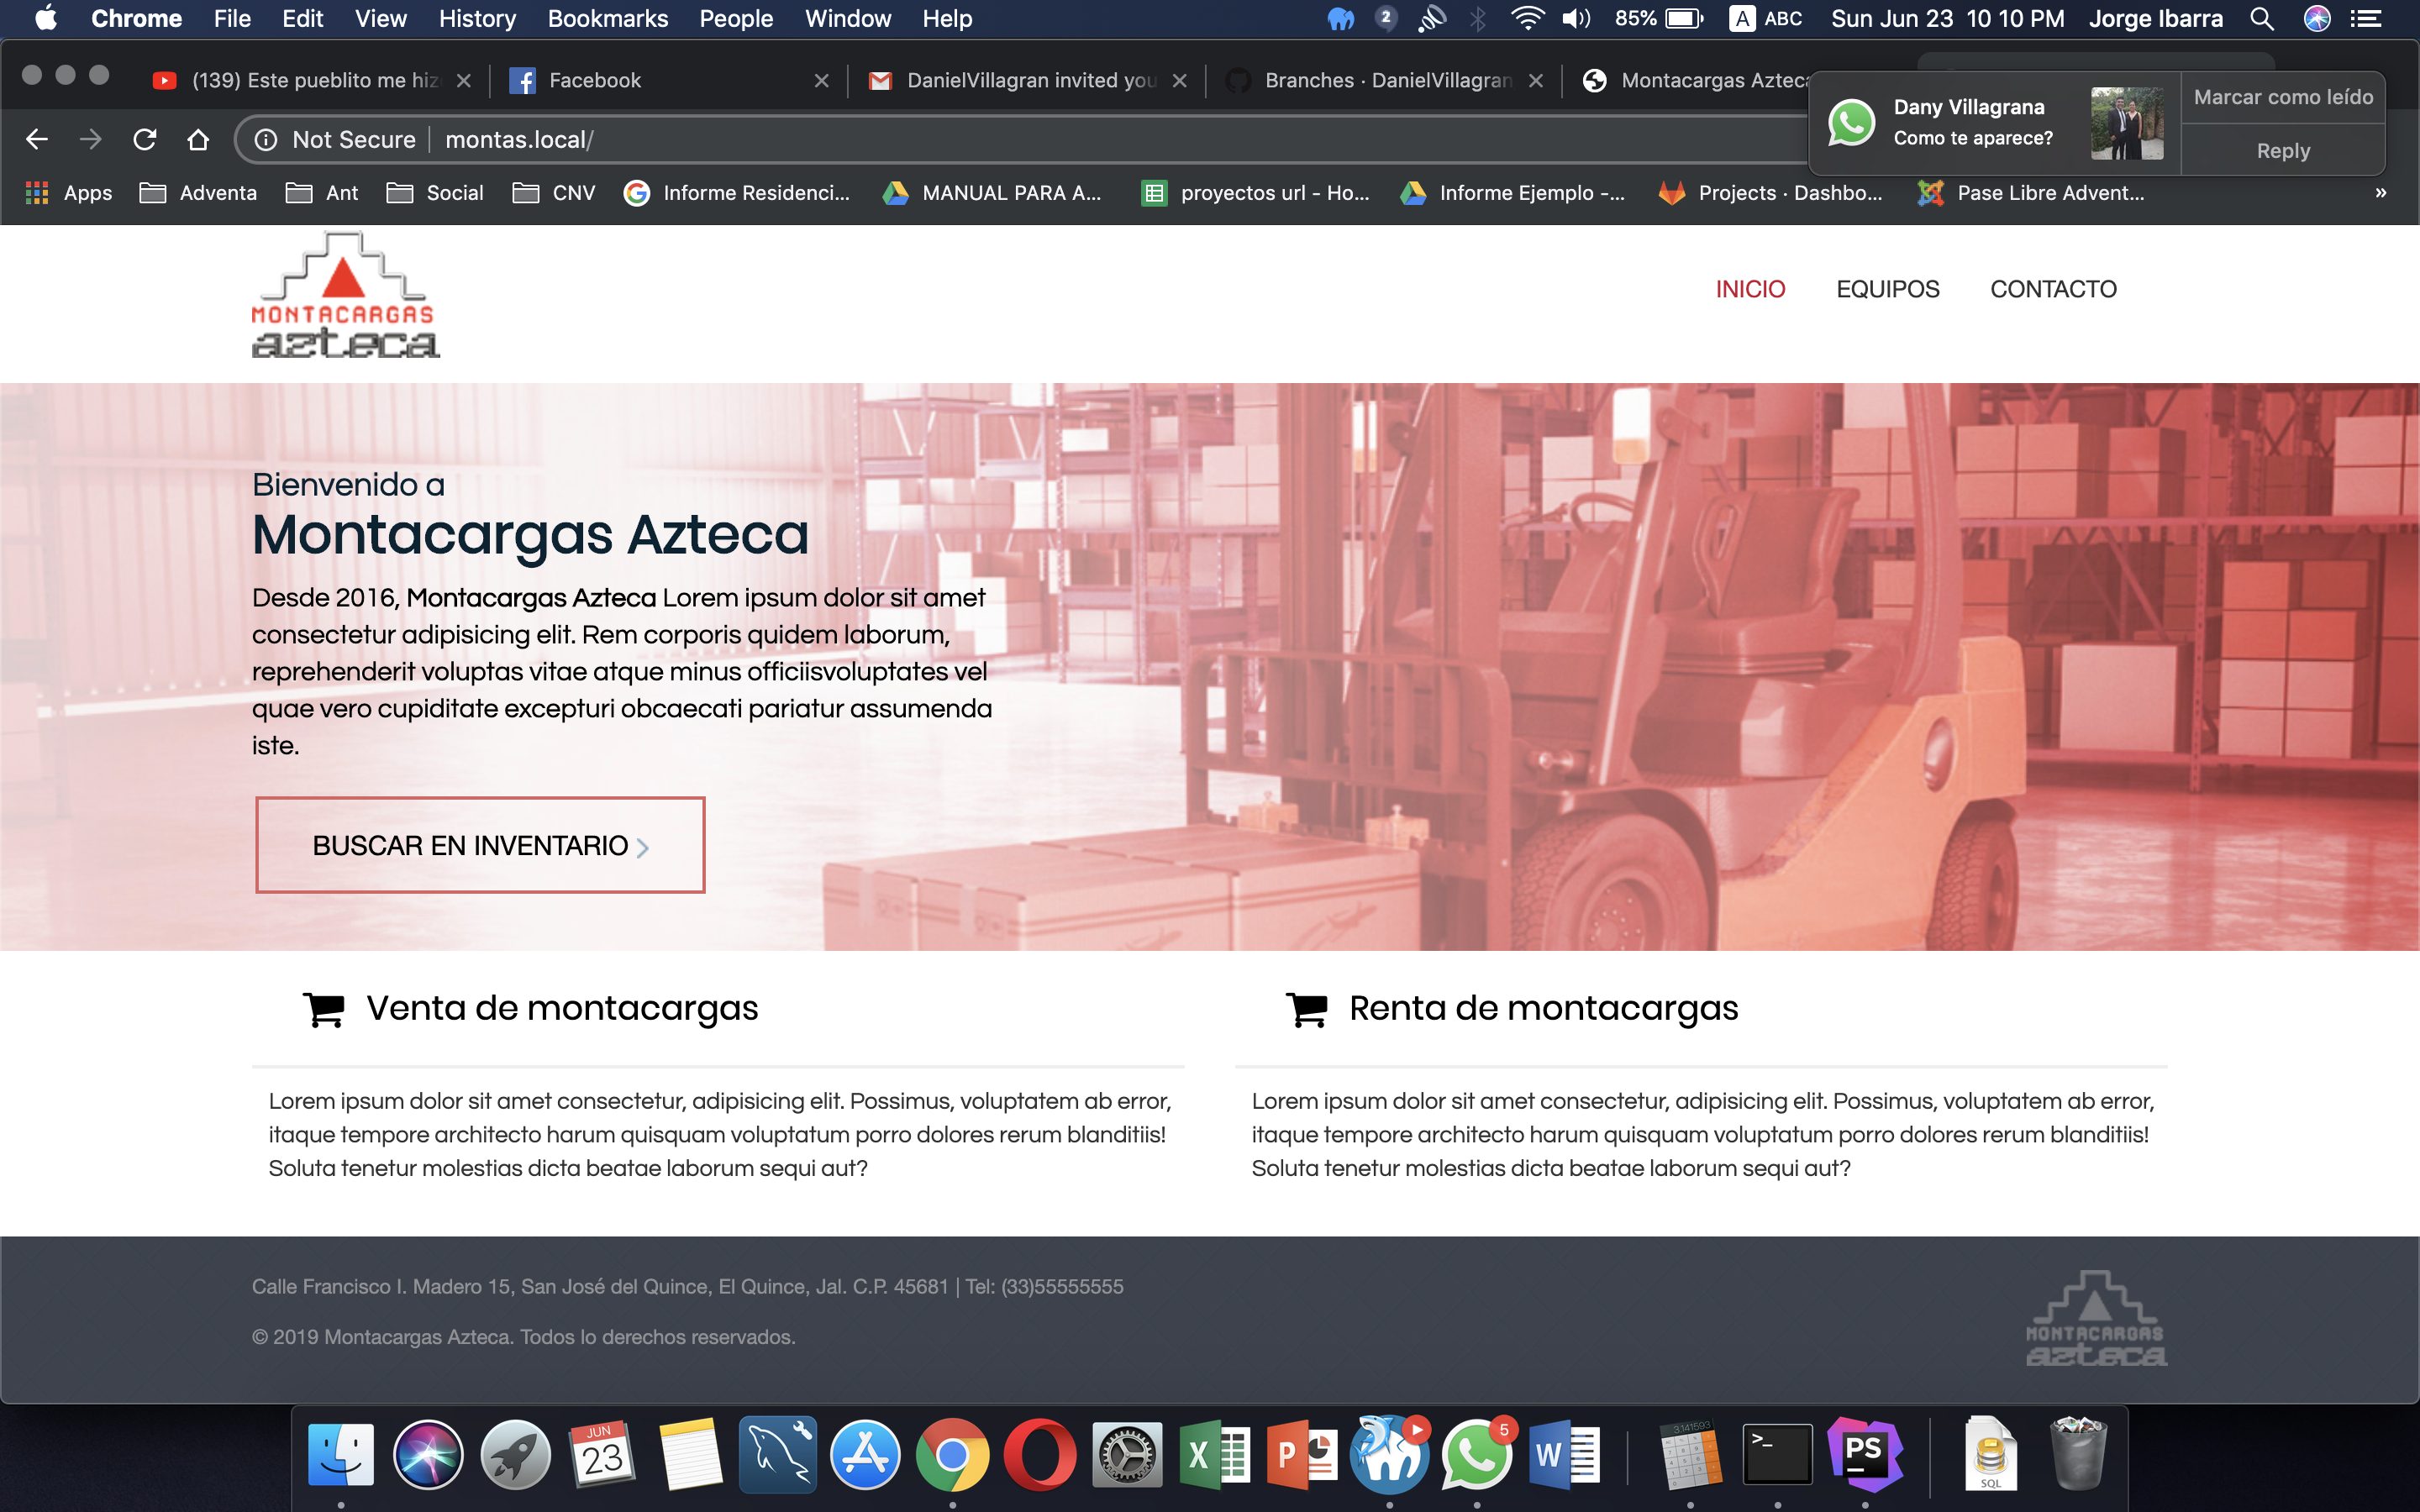 Chrome File Edit View History Bookmarks People Window Help 2 85% A ABC Sun Jun 23 10 10 PM Jorge Ibarra
(139) Este pueblito me hiz
Facebook
DanielVillagran invited you
Branches · DanielVillagran
Montacargas Azteca
Dany Villagrana
Como te aparece?
Marcar como leído
Reply
Not Secure montas.local/
Apps Adventa Ant Social CNV Informe Residenci... MANUAL PARA A... proyectos url - Ho... Informe Ejemplo -... Projects · Dashbo... Pase Libre Advent... »
MONTACARGAS
azteca
INICIO EQUIPOS CONTACTO
Bienvenido a
Montacargas Azteca
Desde 2016, Montacargas Azteca Lorem ipsum dolor sit amet
consectetur adipisicing elit. Rem corporis quidem laborum,
reprehenderit voluptas vitae atque minus officiisvoluptates vel
quae vero cupiditate excepturi obcaecati pariatur assumenda
iste.
BUSCAR EN INVENTARIO
Venta de montacargas
Lorem ipsum dolor sit amet consectetur, adipisicing elit. Possimus, voluptatem ab error,
itaque tempore architecto harum quisquam voluptatum porro dolores rerum blanditiis!
Soluta tenetur molestias dicta beatae laborum sequi aut?
Renta de montacargas
Lorem ipsum dolor sit amet consectetur, adipisicing elit. Possimus, voluptatem ab error,
itaque tempore architecto harum quisquam voluptatum porro dolores rerum blanditiis!
Soluta tenetur molestias dicta beatae laborum sequi aut?
Calle Francisco I. Madero 15, San José del Quince, El Quince, Jal. C.P. 45681 | Tel: (33)55555555
© 2019 Montacargas Azteca. Todos lo derechos reservados.
MONTACARGAS
azteca
JUN
23
X
P
5
W
3.141593
>_
PS
SQL